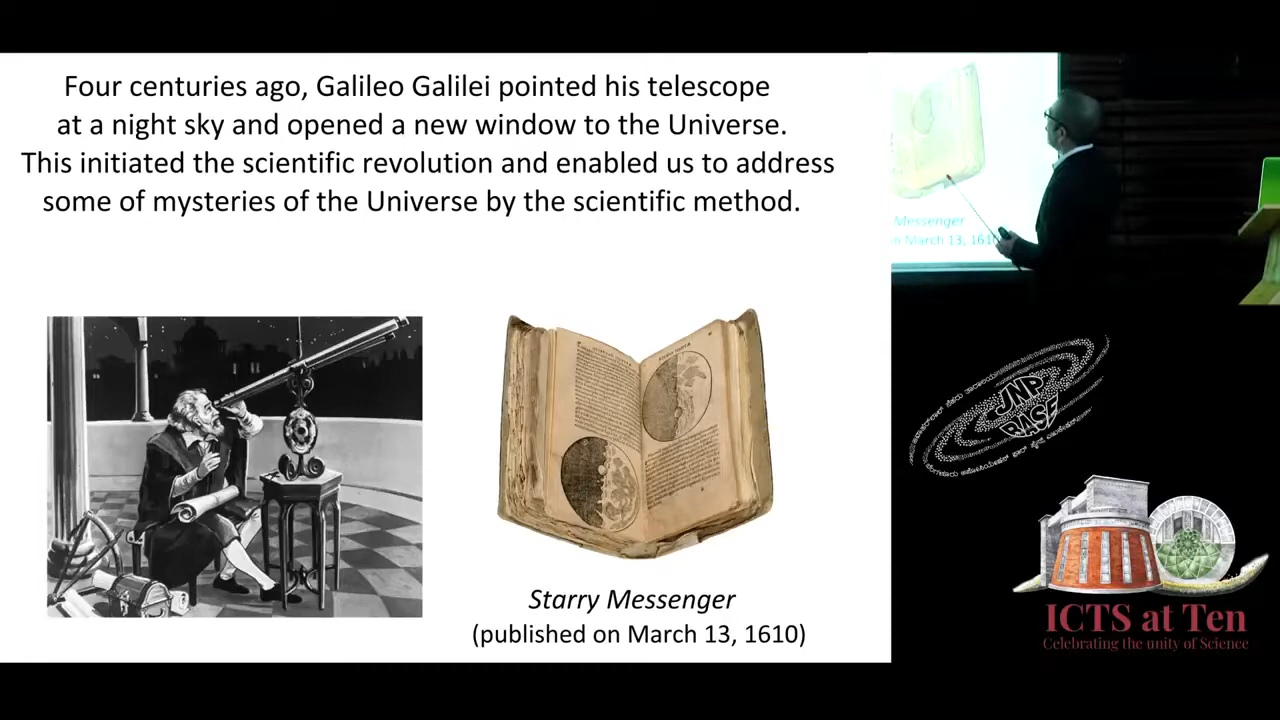 Four centuries ago, Galileo Galilei pointed his telescope
at a night sky and opened a new window to the Universe.
This initiated the scientific revolution and enabled us to address
some of mysteries of the Universe by the scientific method.
Starry Messenger
(published on March 13, 1610)
Messenger
n March 13, 161
JNP
BASE
ICTS at Ten
Celebrating the unity of Science